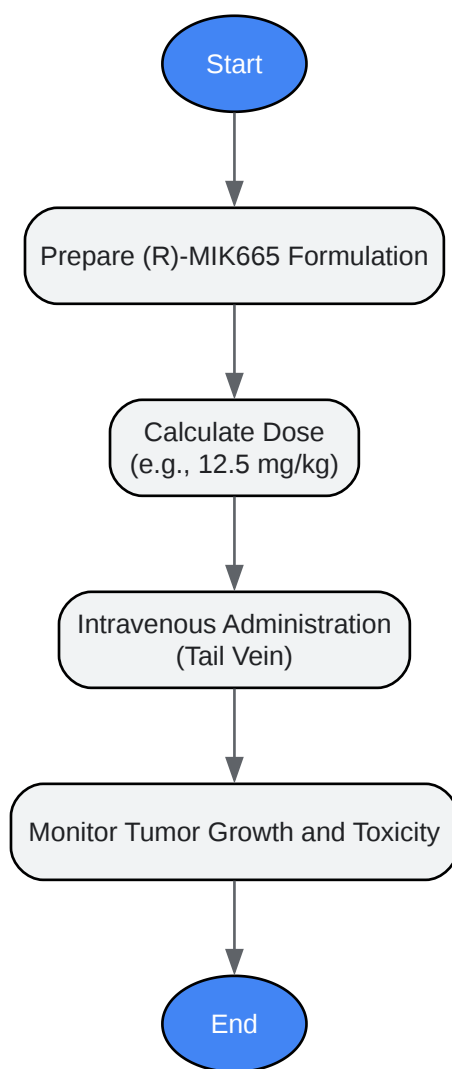 Start
Prepare (R)-MIK665 Formulation
Calculate Dose
(e.g., 12.5 mg/kg)
Intravenous Administration
(Tail Vein)
Monitor Tumor Growth and Toxicity
End